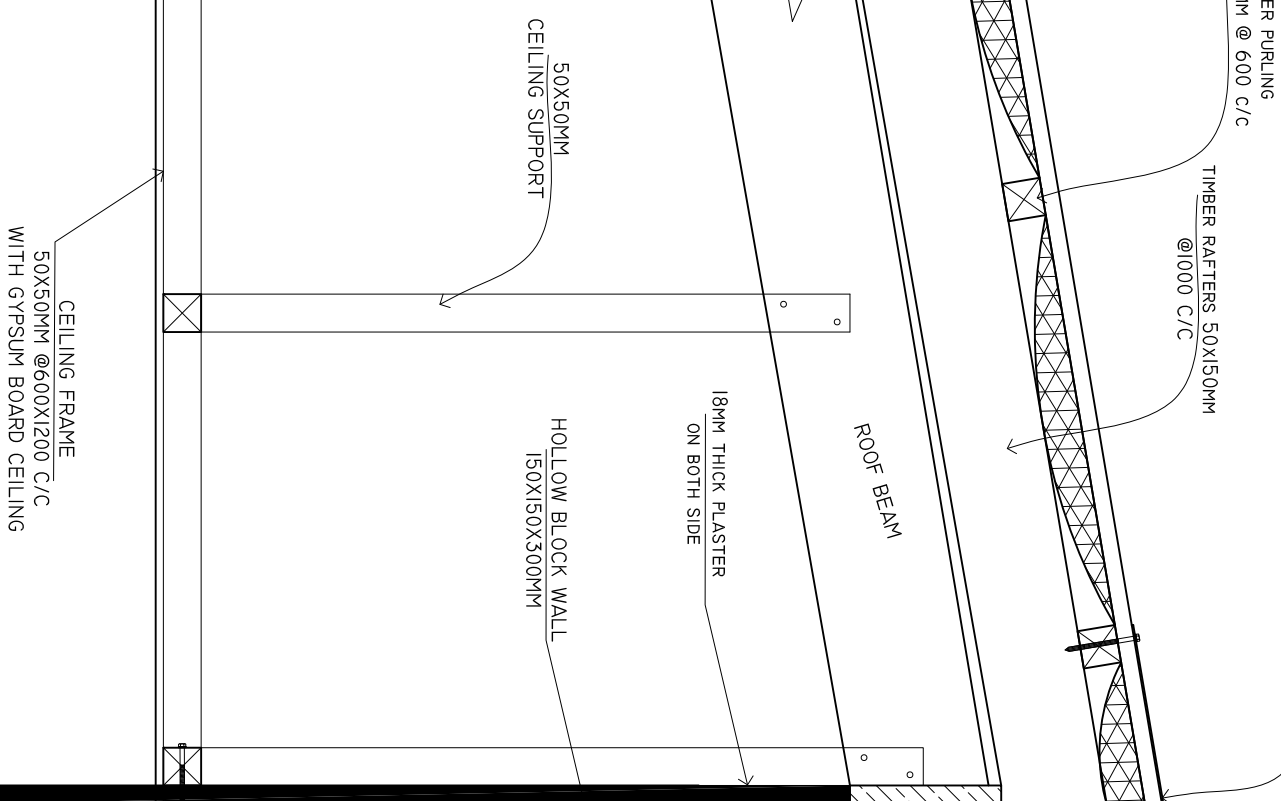 ER PURLING
MM @ 600 C/C
TIMBER RAFTERS 50x150MM
@1000 C/C
50X50MM
CEILING SUPPORT
ROOF BEAM
18MM THICK PLASTER
ON BOTH SIDE
HOLLOW BLOCK WALL
150X150X300MM
CEILING FRAME
50X50MM @600X1200 C/C
WITH GYPSUM BOARD CEILING